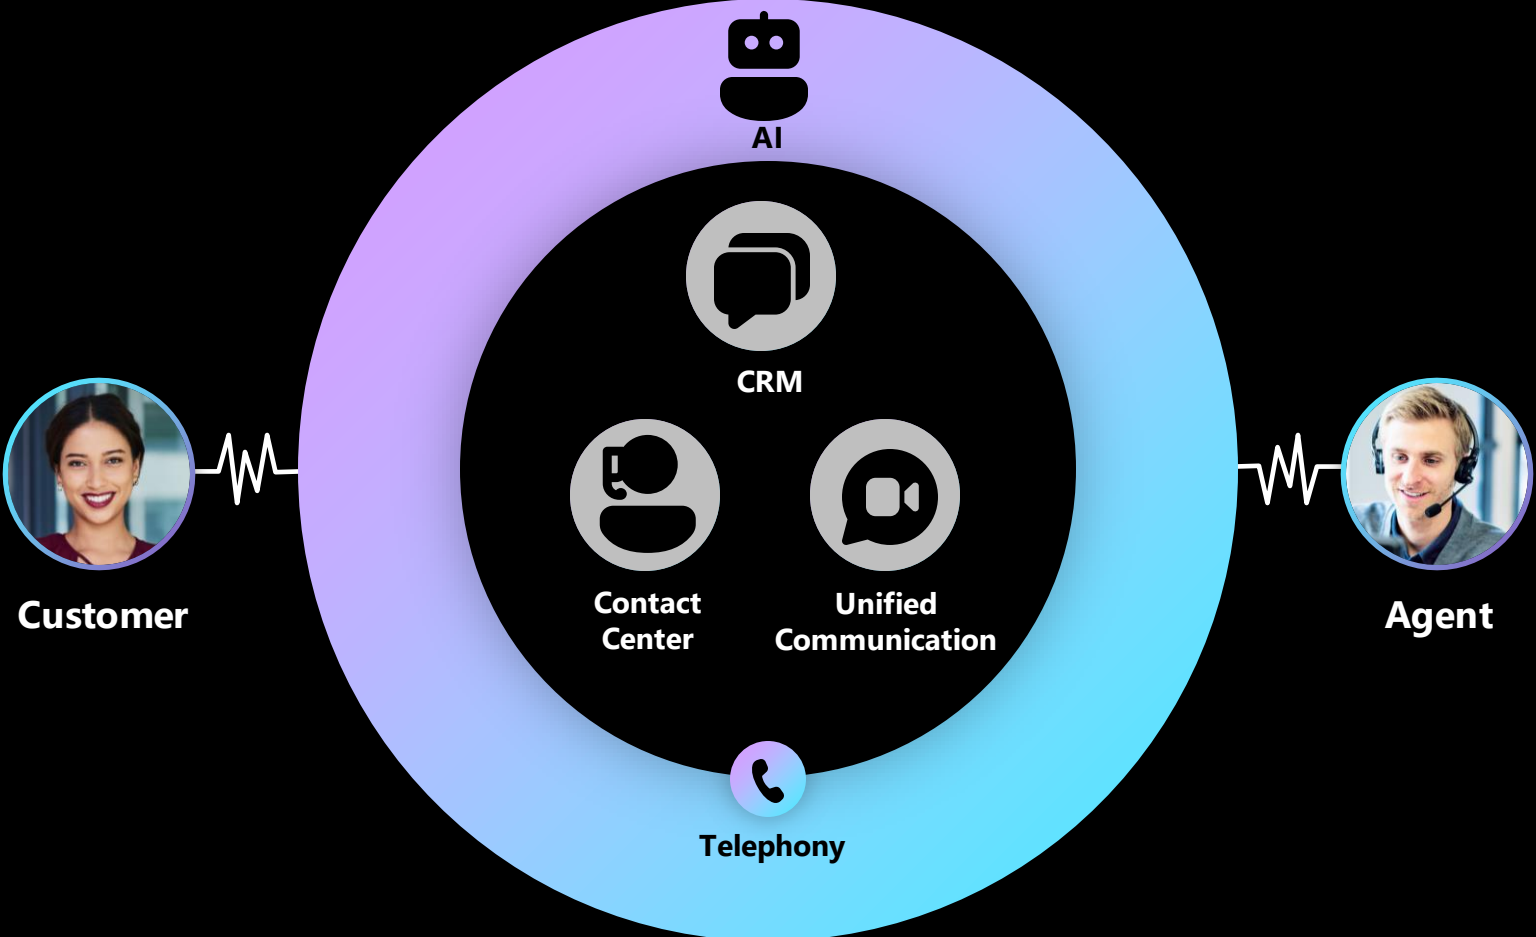 AI
CRM
Contact
Center
Unified
Communication
Customer
Agent
Telephony